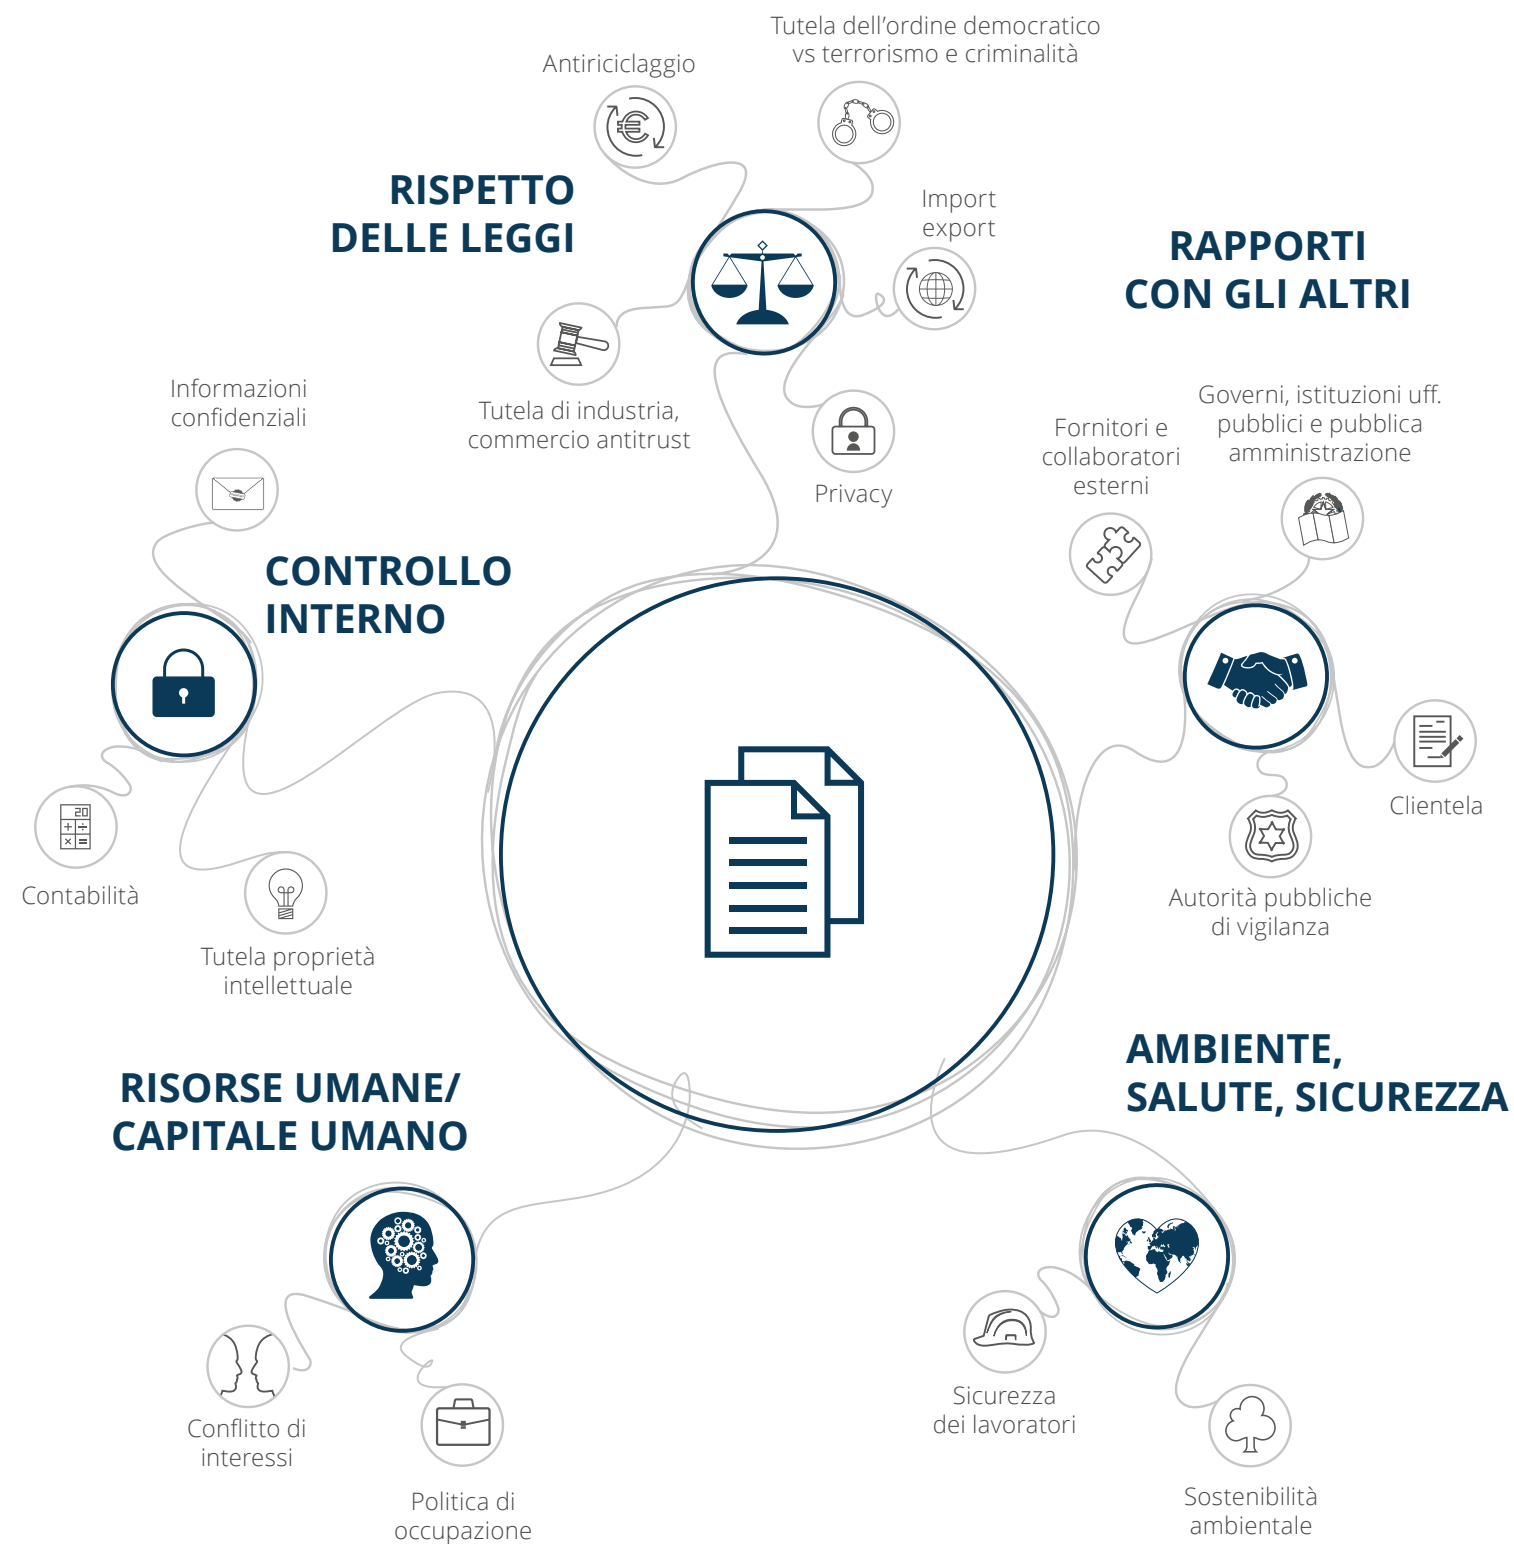 Tutela dell'ordine democratico
vs terrorismo e criminalità
Antiriciclaggio
RISPETTO
DELLE LEGGI
Import
export
Tutela di industria,
commercio antitrust
Privacy
RAPPORTI
CON GLI ALTRI
Governi, istituzioni uff.
pubblici e pubblica
amministrazione
Fornitori e
collaboratori
esterni
Clientela
Autorità pubbliche
di vigilanza
Informazioni
confidenziali
CONTROLLO
INTERNO
20
+ ÷
× =
Contabilità
Tutela proprietà
intellettuale
RISORSE UMANE/
CAPITALE UMANO
Conflitto di
interessi
Politica di
occupazione
AMBIENTE,
SALUTE, SICUREZZA
Sicurezza
dei lavoratori
Sostenibilità
ambientale